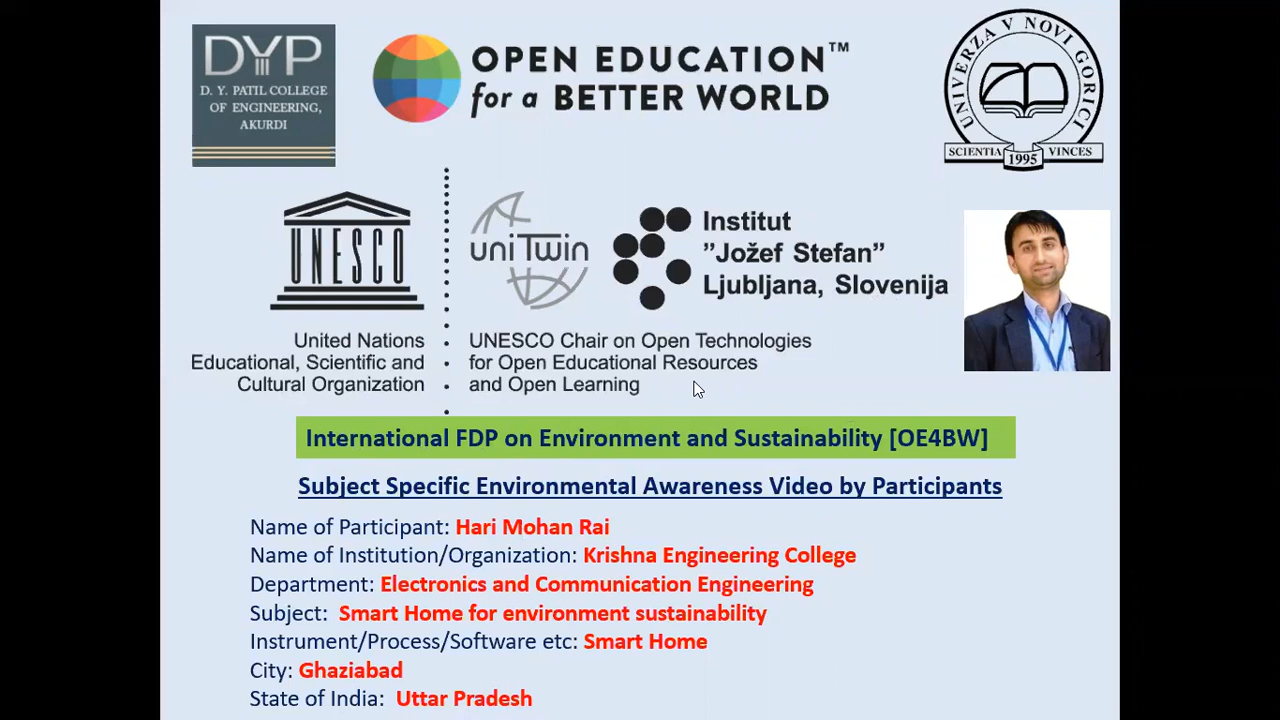 DYP
D. Y. PATIL COLLEGE
OF ENGINEERING,
AKURDI
OPEN EDUCATION™
for a BETTER WORLD
UNIVERZA V NOVI GORICI
SCIENTIA 1995 VINCES
UNESCO
United Nations
Educational, Scientific and
Cultural Organization
uniTwin
Institut
”Jožef Stefan”
Ljubljana, Slovenija
UNESCO Chair on Open Technologies
for Open Educational Resources
and Open Learning
International FDP on Environment and Sustainability [OE4BW]
Subject Specific Environmental Awareness Video by Participants
Name of Participant: Hari Mohan Rai
Name of Institution/Organization: Krishna Engineering College
Department: Electronics and Communication Engineering
Subject: Smart Home for environment sustainability
Instrument/Process/Software etc: Smart Home
City: Ghaziabad
State of India: Uttar Pradesh